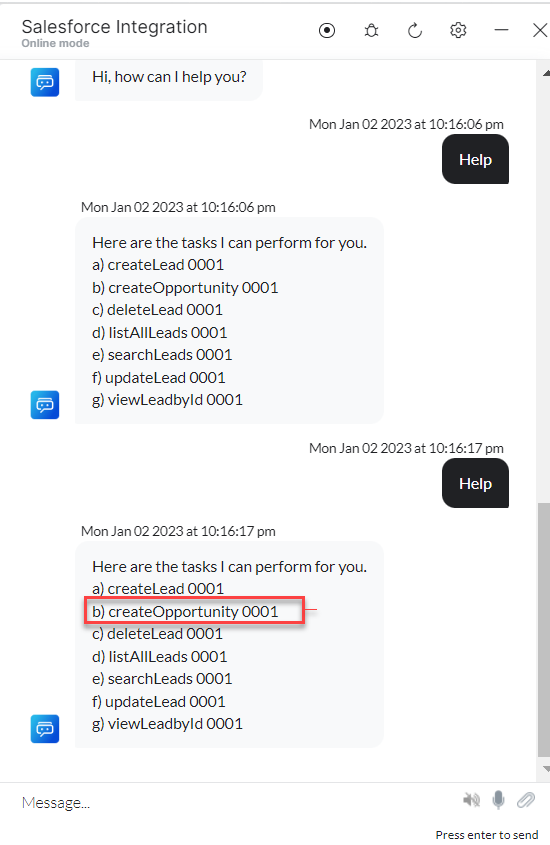 Salesforce Integration
Online mode
Hi, how can I help you?
Mon Jan 02 2023 at 10:16:06 pm
Help
Mon Jan 02 2023 at 10:16:06 pm
Here are the tasks I can perform for you.
a) createLead 0001
b) createOpportunity 0001
c) deleteLead 0001
d) listAllLeads 0001
e) searchLeads 0001
f) updateLead 0001
g) viewLeadbyId 0001
Mon Jan 02 2023 at 10:16:17 pm
Help
Mon Jan 02 2023 at 10:16:17 pm
Here are the tasks I can perform for you.
a) createLead 0001
b) createOpportunity 0001
c) deleteLead 0001
d) listAllLeads 0001
e) searchLeads 0001
f) updateLead 0001
g) viewLeadbyId 0001
Message...
Press enter to send